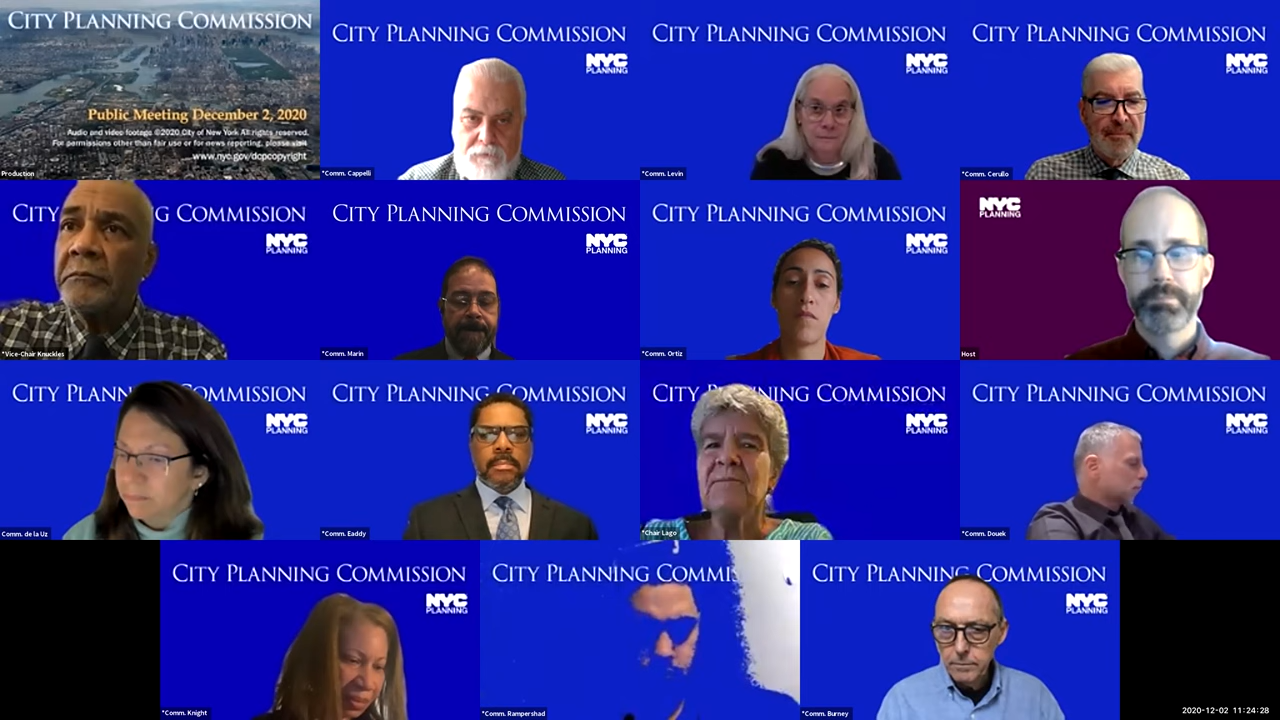 CITY PLANNING COMMISSION
Public Meeting December 2, 2020
Audio and video footage ©2020 City of New York All rights reserved.
For permissions other than fair use or for news reporting, please visit
www.nyc.gov/dcpcopyright
Production
CITY PLANNING COMMISSION
NYC
PLANNING
*Comm. Cappelli
CITY PLANNING COMMISSION
NYC
PLANNING
*Comm. Levin
CITY PLANNING COMMISSION
NYC
PLANNING
*Comm. Cerullo
CITY G COMMISSION
NYC
PLANNING
*Vice-Chair Knuckles
CITY PLANNING COMMISSION
NYC
PLANNING
*Comm. Marin
CITY PLANNING COMMISSION
NYC
PLANNING
*Comm. Ortiz
NYC
PLANNING
Host
CITY PLANN COMMISSION
NYC
PLANNING
Comm. de la Uz
CITY PLANNING COMMISSION
NYC
PLANNING
*Comm. Eaddy
CITY P NING COMMISSION
NYC
PLANNING
*Chair Lago
CITY PLANNING COMMISSION
NYC
PLANNING
*Comm. Douek
CITY PLANNING COMMISSION
NYC
PLANNING
*Comm. Knight
CITY PLANNING COMMIS
*Comm. Rampershad
CITY PLANNING COMMISSION
NYC
PLANNING
*Comm. Burney
2020-12-02 11:24:28